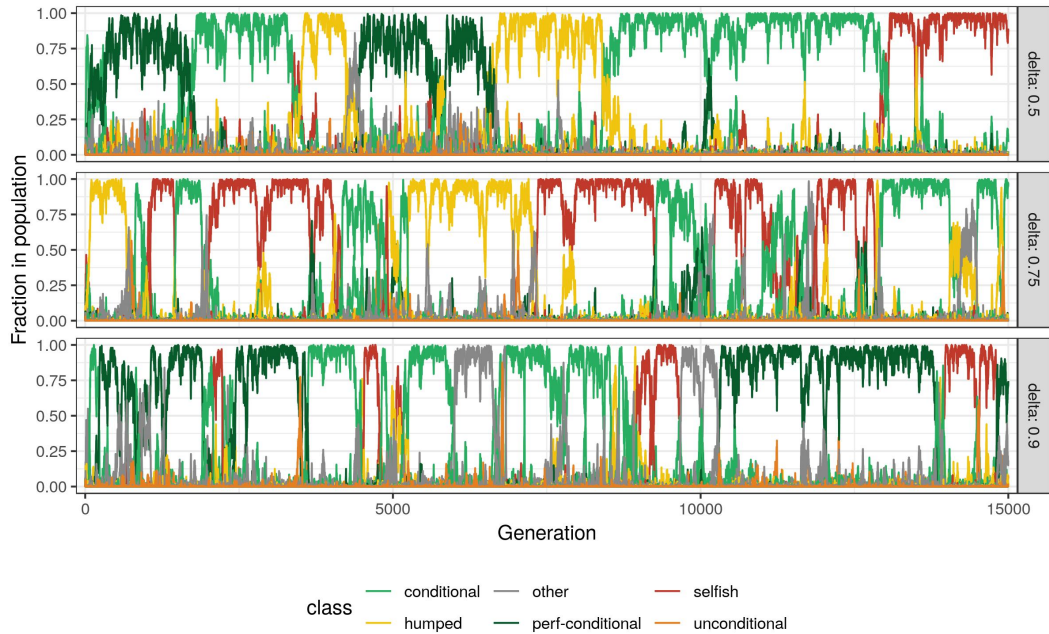 1.00
0.75
0.50
0.25
0.00
delta: 0.5
1.00
0.75
0.50
0.25
0.00
delta: 0.75
1.00
0.75
0.50
0.25
0.00
delta: 0.9
Fraction in population
0 5000 10000 15000
Generation
class
conditional other selfish
humped perf-conditional unconditional